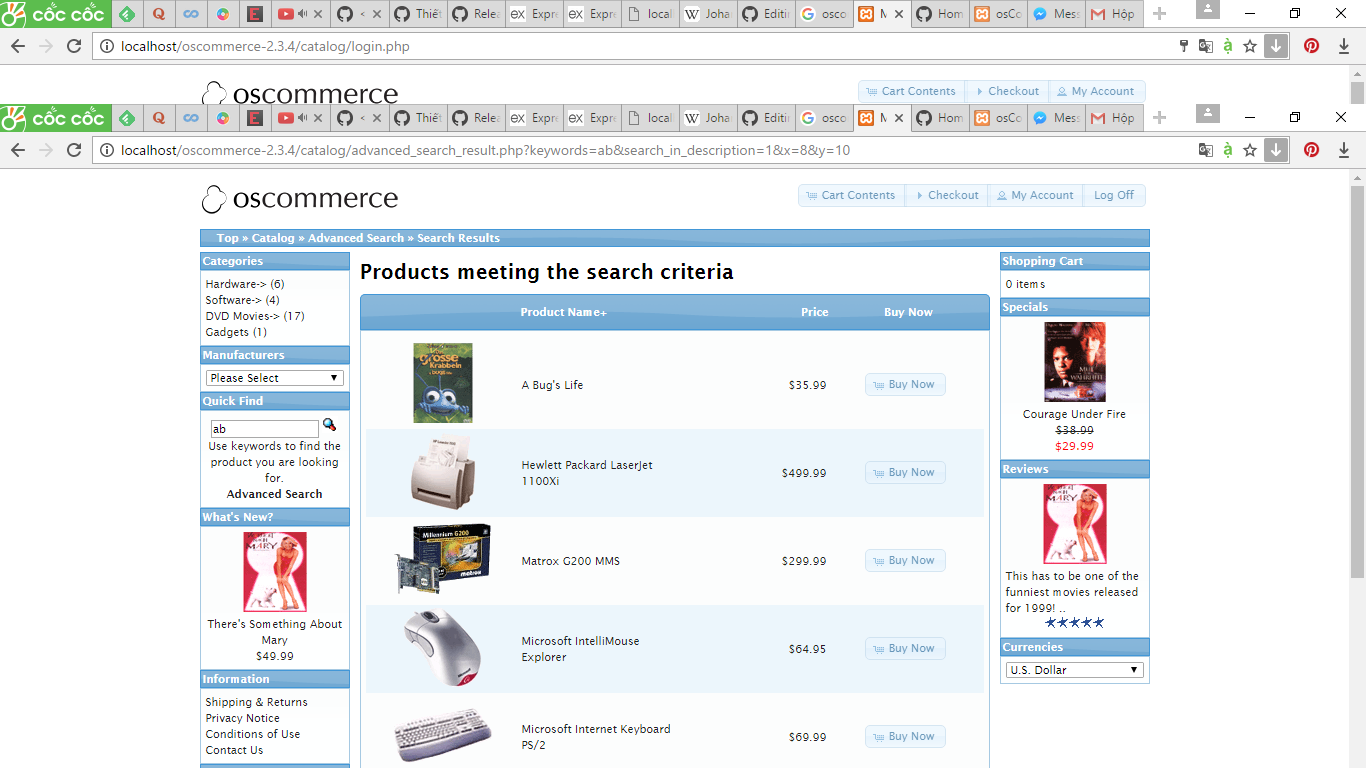 cốc cốc
< Thiết Relea Expre Expre local Joha Editin osco M Hom osCo Mess Hộp
localhost/oscommerce-2.3.4/catalog/login.php
oscommerce
Cart Contents Checkout My Account
cốc cốc
< Thiết Relea Expre Expre local Joha Editin osco M Hom osCo Mess Hộp
localhost/oscommerce-2.3.4/catalog/advanced_search_result.php?keywords=ab&search_in_description=1&x=8&y=10
oscommerce
Cart Contents Checkout My Account Log Off
Top » Catalog » Advanced Search » Search Results
Categories
Hardware-> (6)
Software-> (4)
DVD Movies-> (17)
Gadgets (1)
Manufacturers
Please Select
Quick Find
ab
Use keywords to find the
product you are looking
for.
Advanced Search
What's New?
There's Something About
Mary
$49.99
Information
Shipping & Returns
Privacy Notice
Conditions of Use
Contact Us
Products meeting the search criteria
Product Name+ Price Buy Now
A Bug's Life $35.99 Buy Now
Hewlett Packard LaserJet
1100Xi $499.99 Buy Now
Matrox G200 MMS $299.99 Buy Now
Microsoft IntelliMouse
Explorer $64.95 Buy Now
Microsoft Internet Keyboard
PS/2 $69.99 Buy Now
Shopping Cart
0 items
Specials
Courage Under Fire
$38.99
$29.99
Reviews
This has to be one of the
funniest movies released
for 1999! ..
Currencies
U.S. Dollar